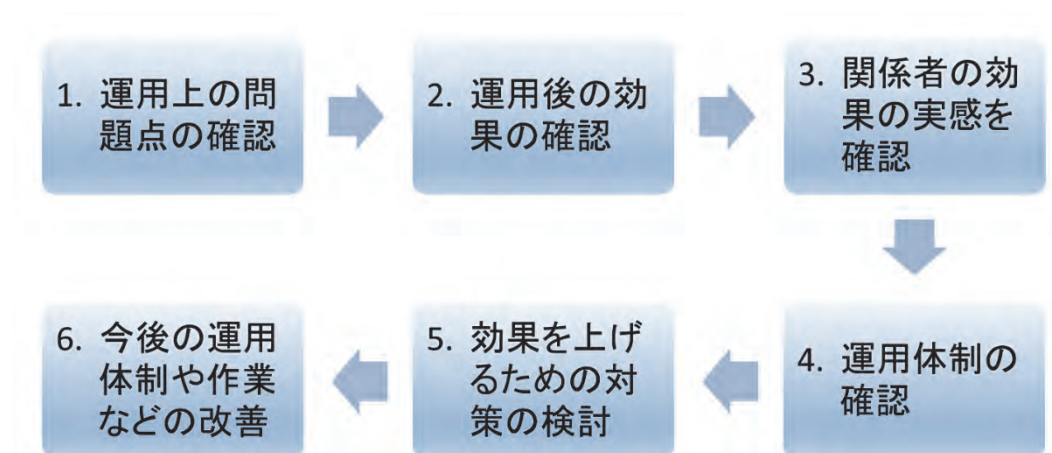 1. 運用上の問
題点の確認
2. 運用後の効
果の確認
3. 関係者の効
果の実感を
確認
4. 運用体制の
確認
5. 効果を上げ
るための対
策の検討
6. 今後の運用
体制や作業
などの改善